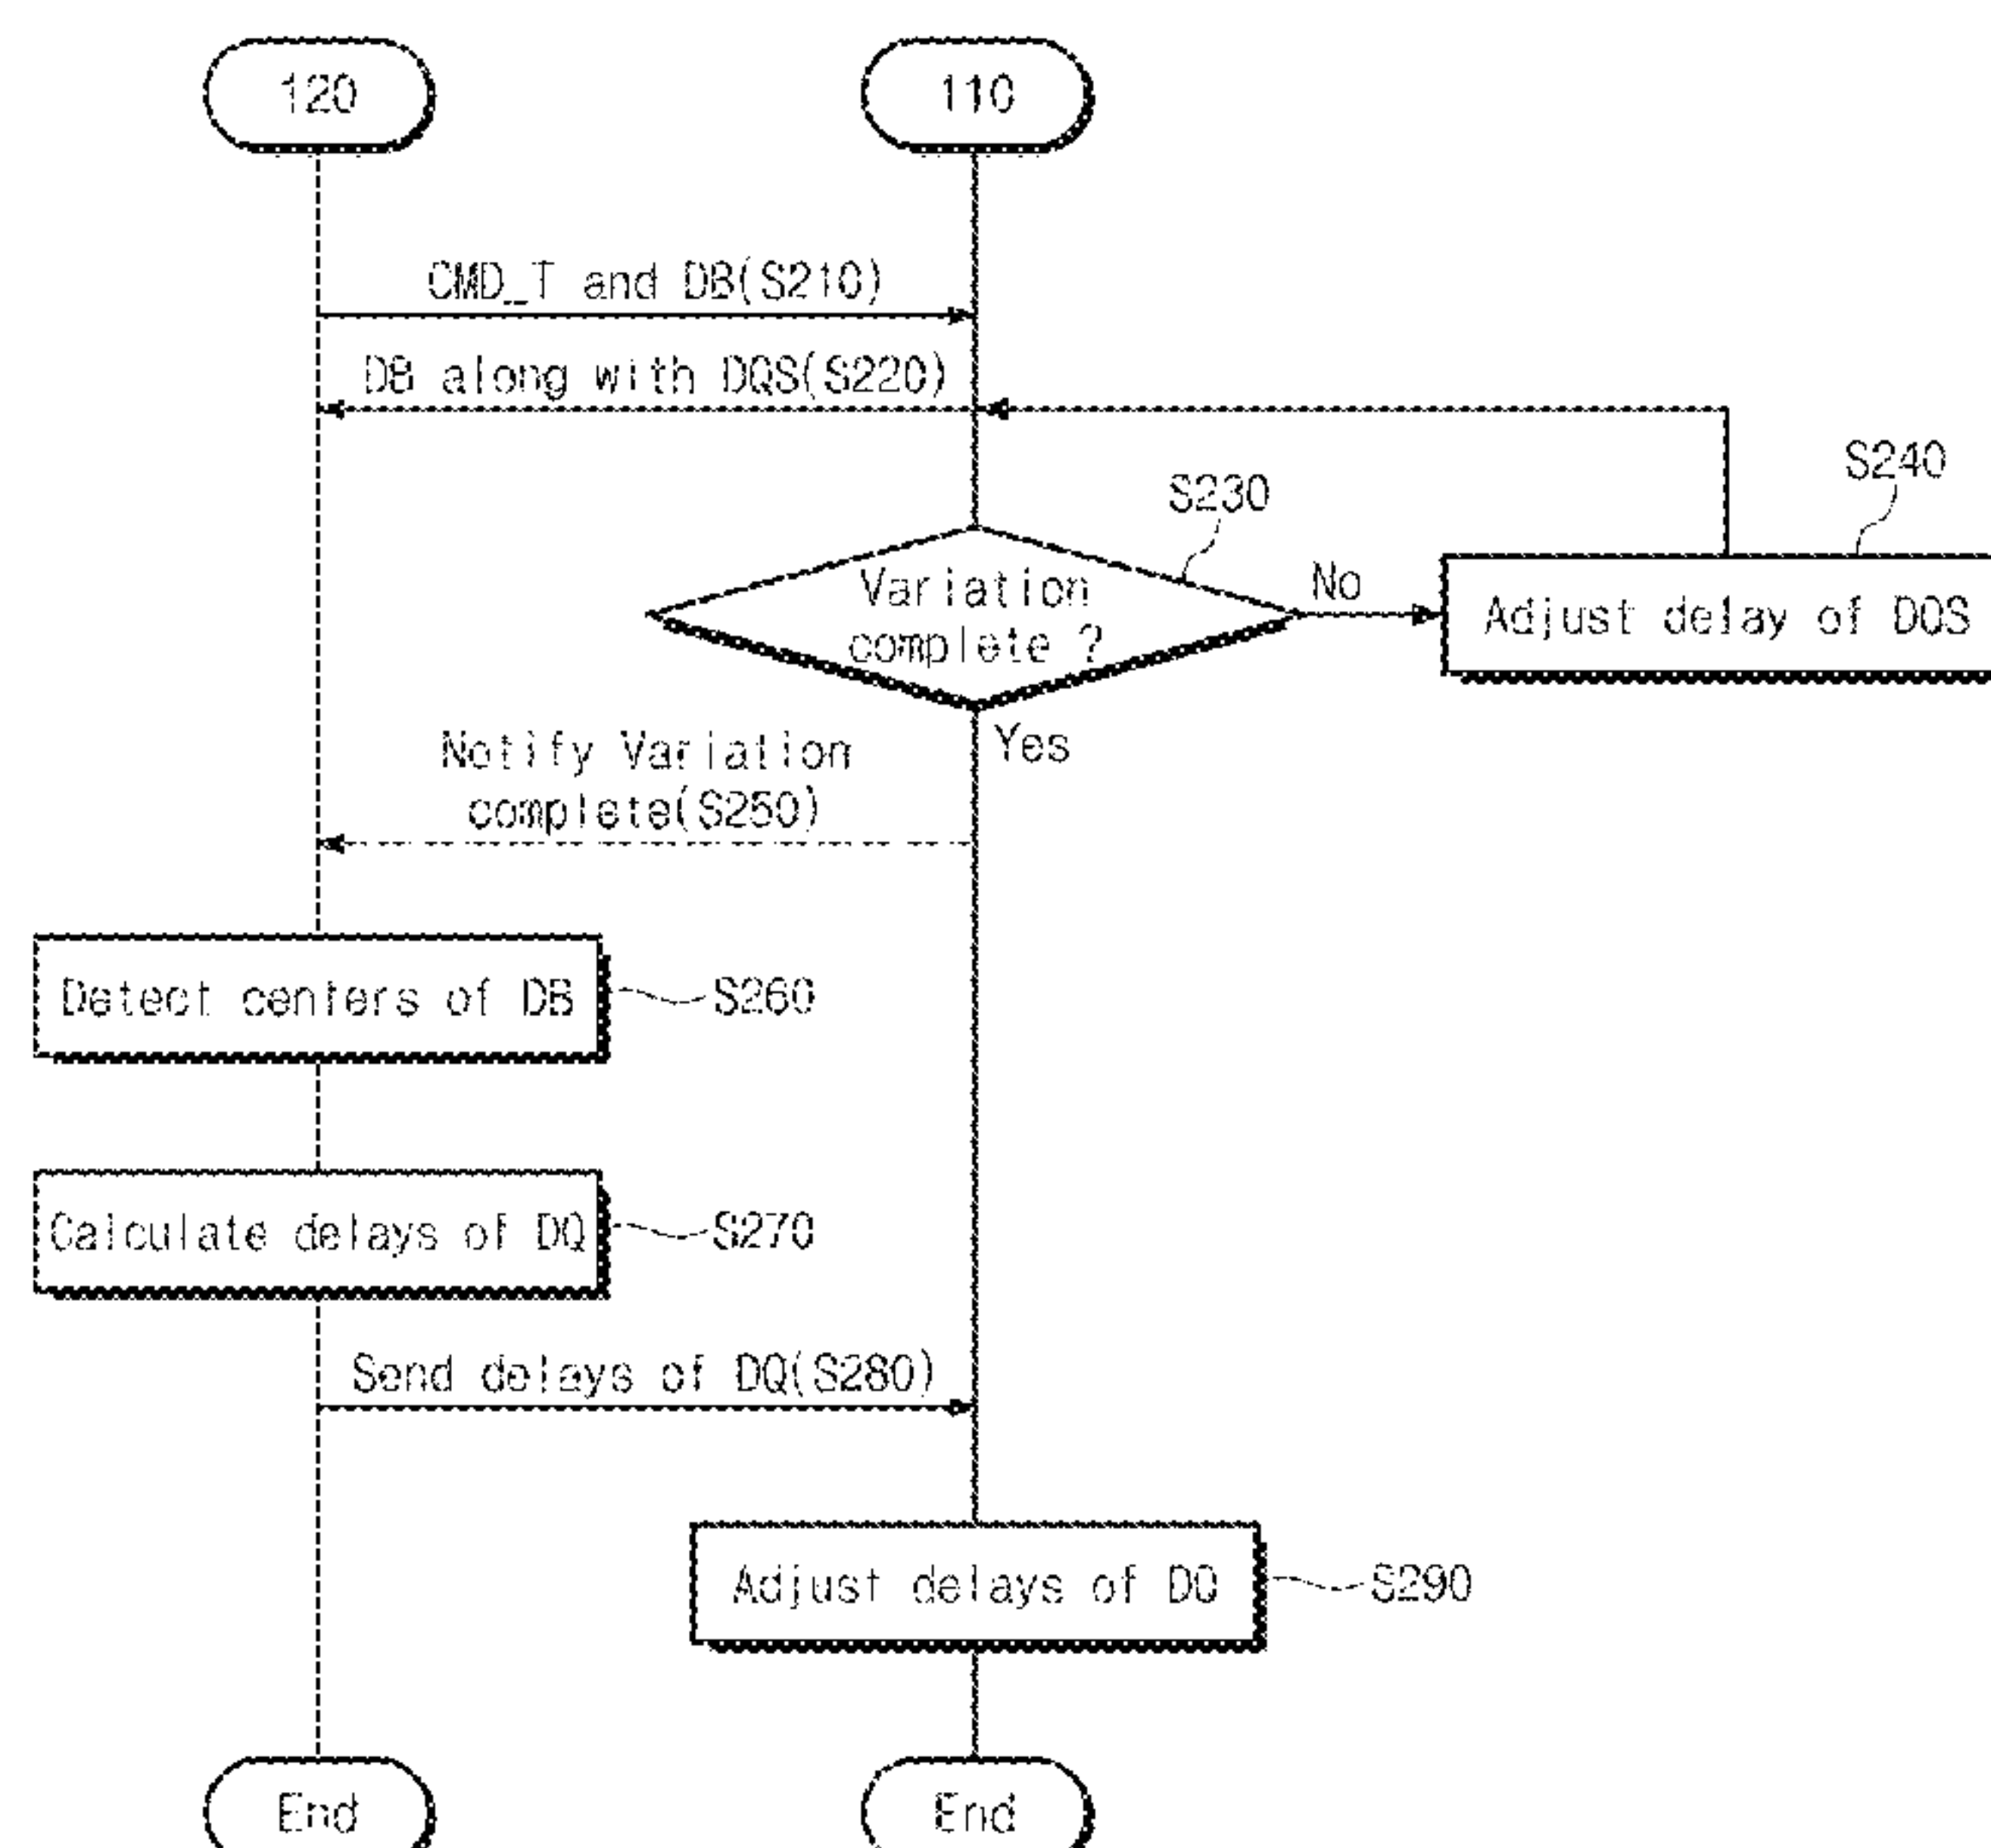 120
110
CMD_T and DB(S210)
DB along with DQS(S220)
S240
S230
Variation
complete ?
No
Adjust delay of DQS
Yes
Notify Variation
complete(S250)
Detect centers of DB
S260
Calculate delays of DQ
S270
Send delays of DQ(S280)
Adjust delays of DQ
S290
End
End